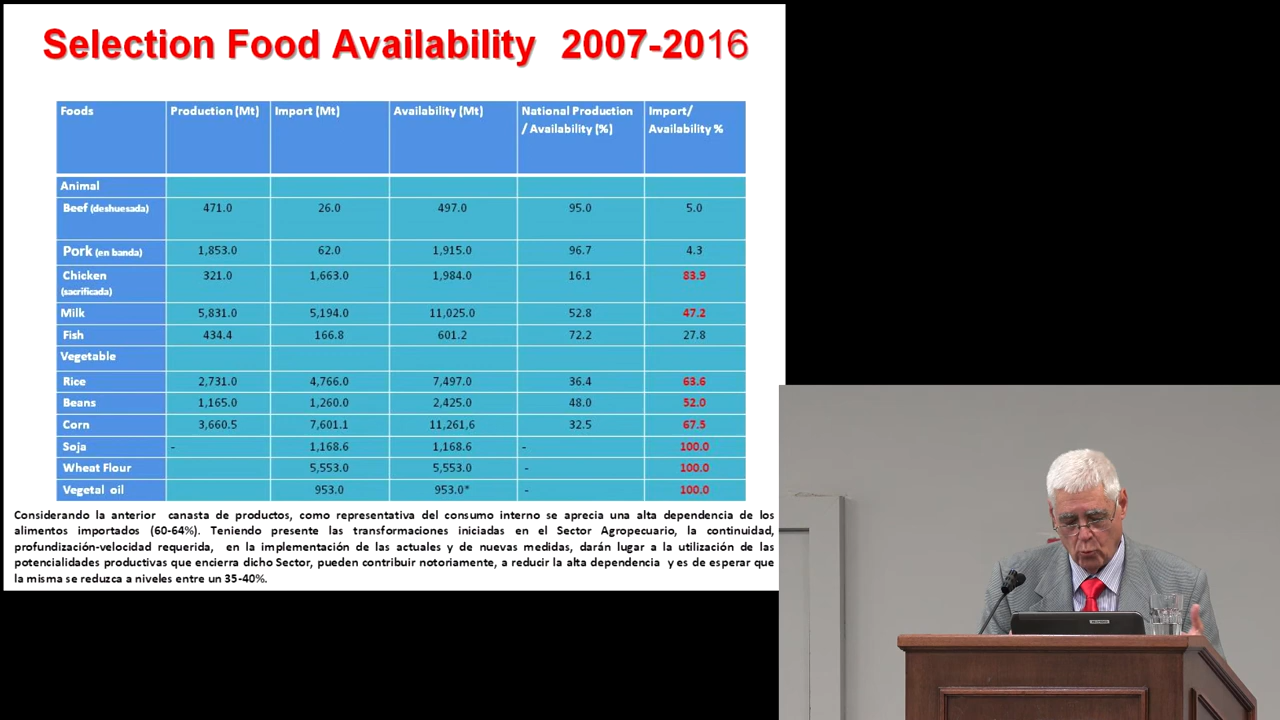 Selection Food Availability 2007-2016
Foods Production (Mt) Import (Mt) Availability (Mt) National Production / Availability (%) Import/ Availability %
Animal
Beef (deshuesada) 471.0 26.0 497.0 95.0 5.0
Pork (en banda) 1,853.0 62.0 1,915.0 96.7 4.3
Chicken (sacrificada) 321.0 1,663.0 1,984.0 16.1 83.9
Milk 5,831.0 5,194.0 11,025.0 52.8 47.2
Fish 434.4 166.8 601.2 72.2 27.8
Vegetable
Rice 2,731.0 4,766.0 7,497.0 36.4 63.6
Beans 1,165.0 1,260.0 2,425.0 48.0 52.0
Corn 3,660.5 7,601.1 11,261,6 32.5 67.5
Soja - 1,168.6 1,168.6 - 100.0
Wheat Flour 5,553.0 5,553.0 - 100.0
Vegetal oil 953.0 953.0* - 100.0
Considerando la anterior canasta de productos, como representativa del consumo interno se aprecia una alta dependencia de los
alimentos importados (60-64%). Teniendo presente las transformaciones iniciadas en el Sector Agropecuario, la continuidad,
profundización-velocidad requerida, en la implementación de las actuales y de nuevas medidas, darán lugar a la utilización de las
potencialidades productivas que encierra dicho Sector, pueden contribuir notoriamente, a reducir la alta dependencia y es de esperar que
la misma se reduzca a niveles entre un 35-40%.